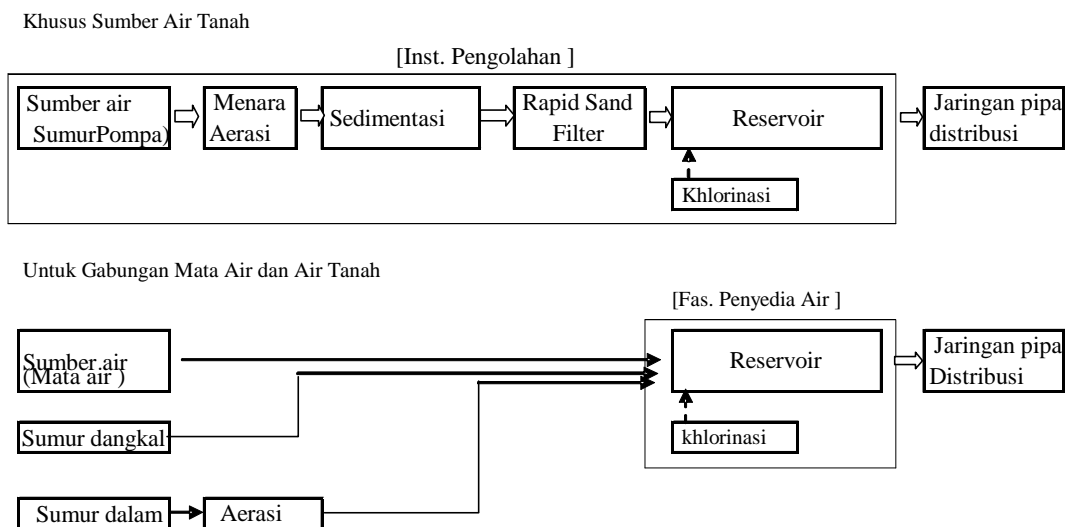 Khusus Sumber Air Tanah
[Inst. Pengolahan ]
Sumber air
SumurPompa)
Menara
Aerasi
Sedimentasi
Rapid Sand
Filter
Reservoir
Jaringan pipa
distribusi
Khlorinasi
Untuk Gabungan Mata Air dan Air Tanah
[Fas. Penyedia Air ]
Sumber air
(Mata air )
Reservoir
Jaringan pipa
Distribusi
Sumur dangkal
khlorinasi
Sumur dalam
Aerasi